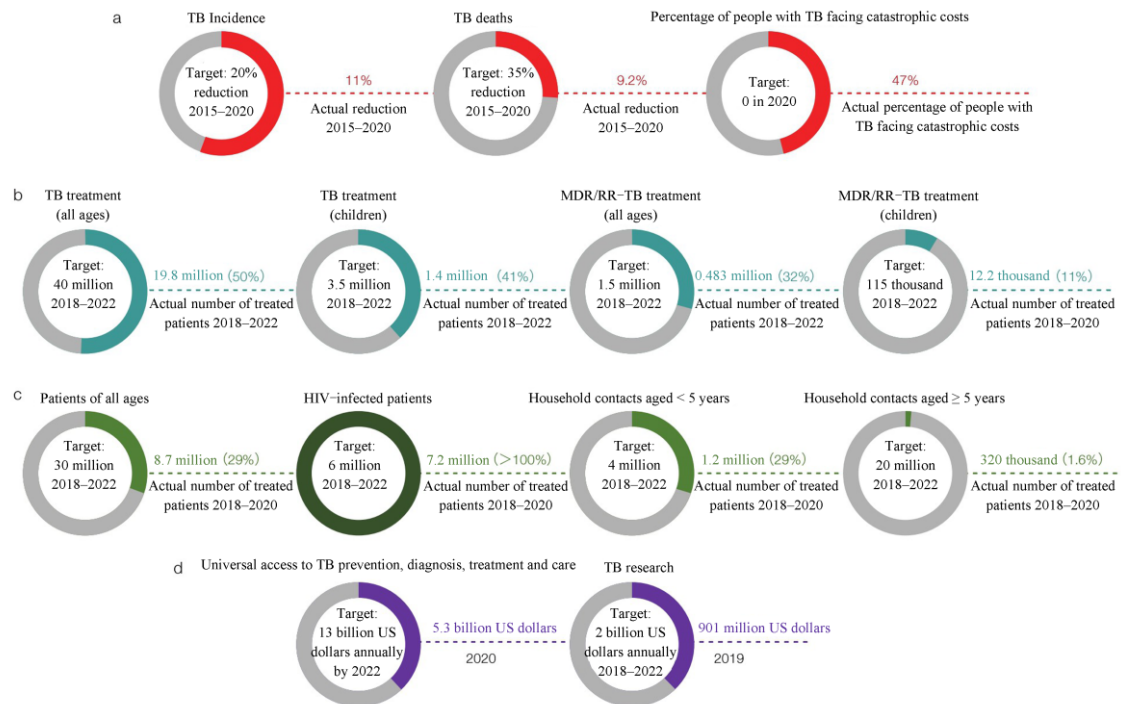 a
TB Incidence
TB deaths
Percentage of people with TB facing catastrophic costs
Target: 20%
reduction
2015–2020
11%
Actual reduction
2015–2020
Target: 35%
reduction
2015–2020
9.2%
Actual reduction
2015–2020
Target:
0 in 2020
47%
Actual percentage of people with
TB facing catastrophic costs
b
TB treatment
(all ages)
TB treatment
(children)
MDR/RR–TB treatment
(all ages)
MDR/RR–TB treatment
(children)
Target:
40 million
2018–2022
19.8 million (50%)
Actual number of treated
patients 2018–2022
Target:
3.5 million
2018–2022
1.4 million (41%)
Actual number of treated
patients 2018–2022
Target:
1.5 million
2018–2022
0.483 million (32%)
Actual number of treated
patients 2018–2022
Target:
115 thousand
2018–2022
12.2 thousand (11%)
Actual number of treated
patients 2018–2020
c
Patients of all ages
HIV−infected patients
Household contacts aged < 5 years
Household contacts aged ≥ 5 years
Target:
30 million
2018–2022
8.7 million (29%)
Actual number of treated
patients 2018–2020
Target:
6 million
2018–2022
7.2 million (>100%)
Actual number of treated
patients 2018–2020
Target:
4 million
2018–2022
1.2 million (29%)
Actual number of treated
patients 2018–2020
Target:
20 million
2018–2022
320 thousand (1.6%)
Actual number of treated
patients 2018–2020
d
Universal access to TB prevention, diagnosis, treatment and care
TB research
Target:
13 billion US
dollars annually
by 2022
5.3 billion US dollars
2020
Target:
2 billion US
dollars annually
2018–2022
901 million US dollars
2019